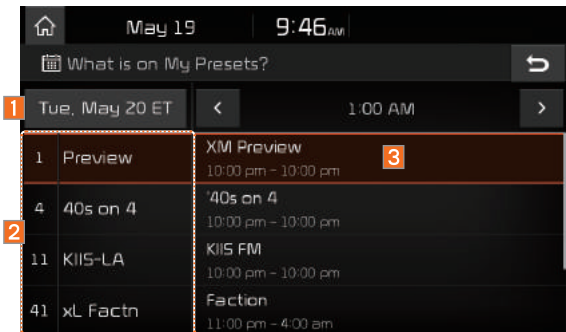 May 19 9:46AM
What is on My Presets?
1 Tue, May 20 ET < 1:00 AM >
1 Preview XM Preview 3
10:00 pm - 10:00 pm
4 40s on 4 '40s on 4
10:00 pm - 10:00 pm
2
11 KIIS-LA KIIS FM
10:00 pm - 10:00 pm
41 xL Factn Faction
11:00 pm - 4:00 am